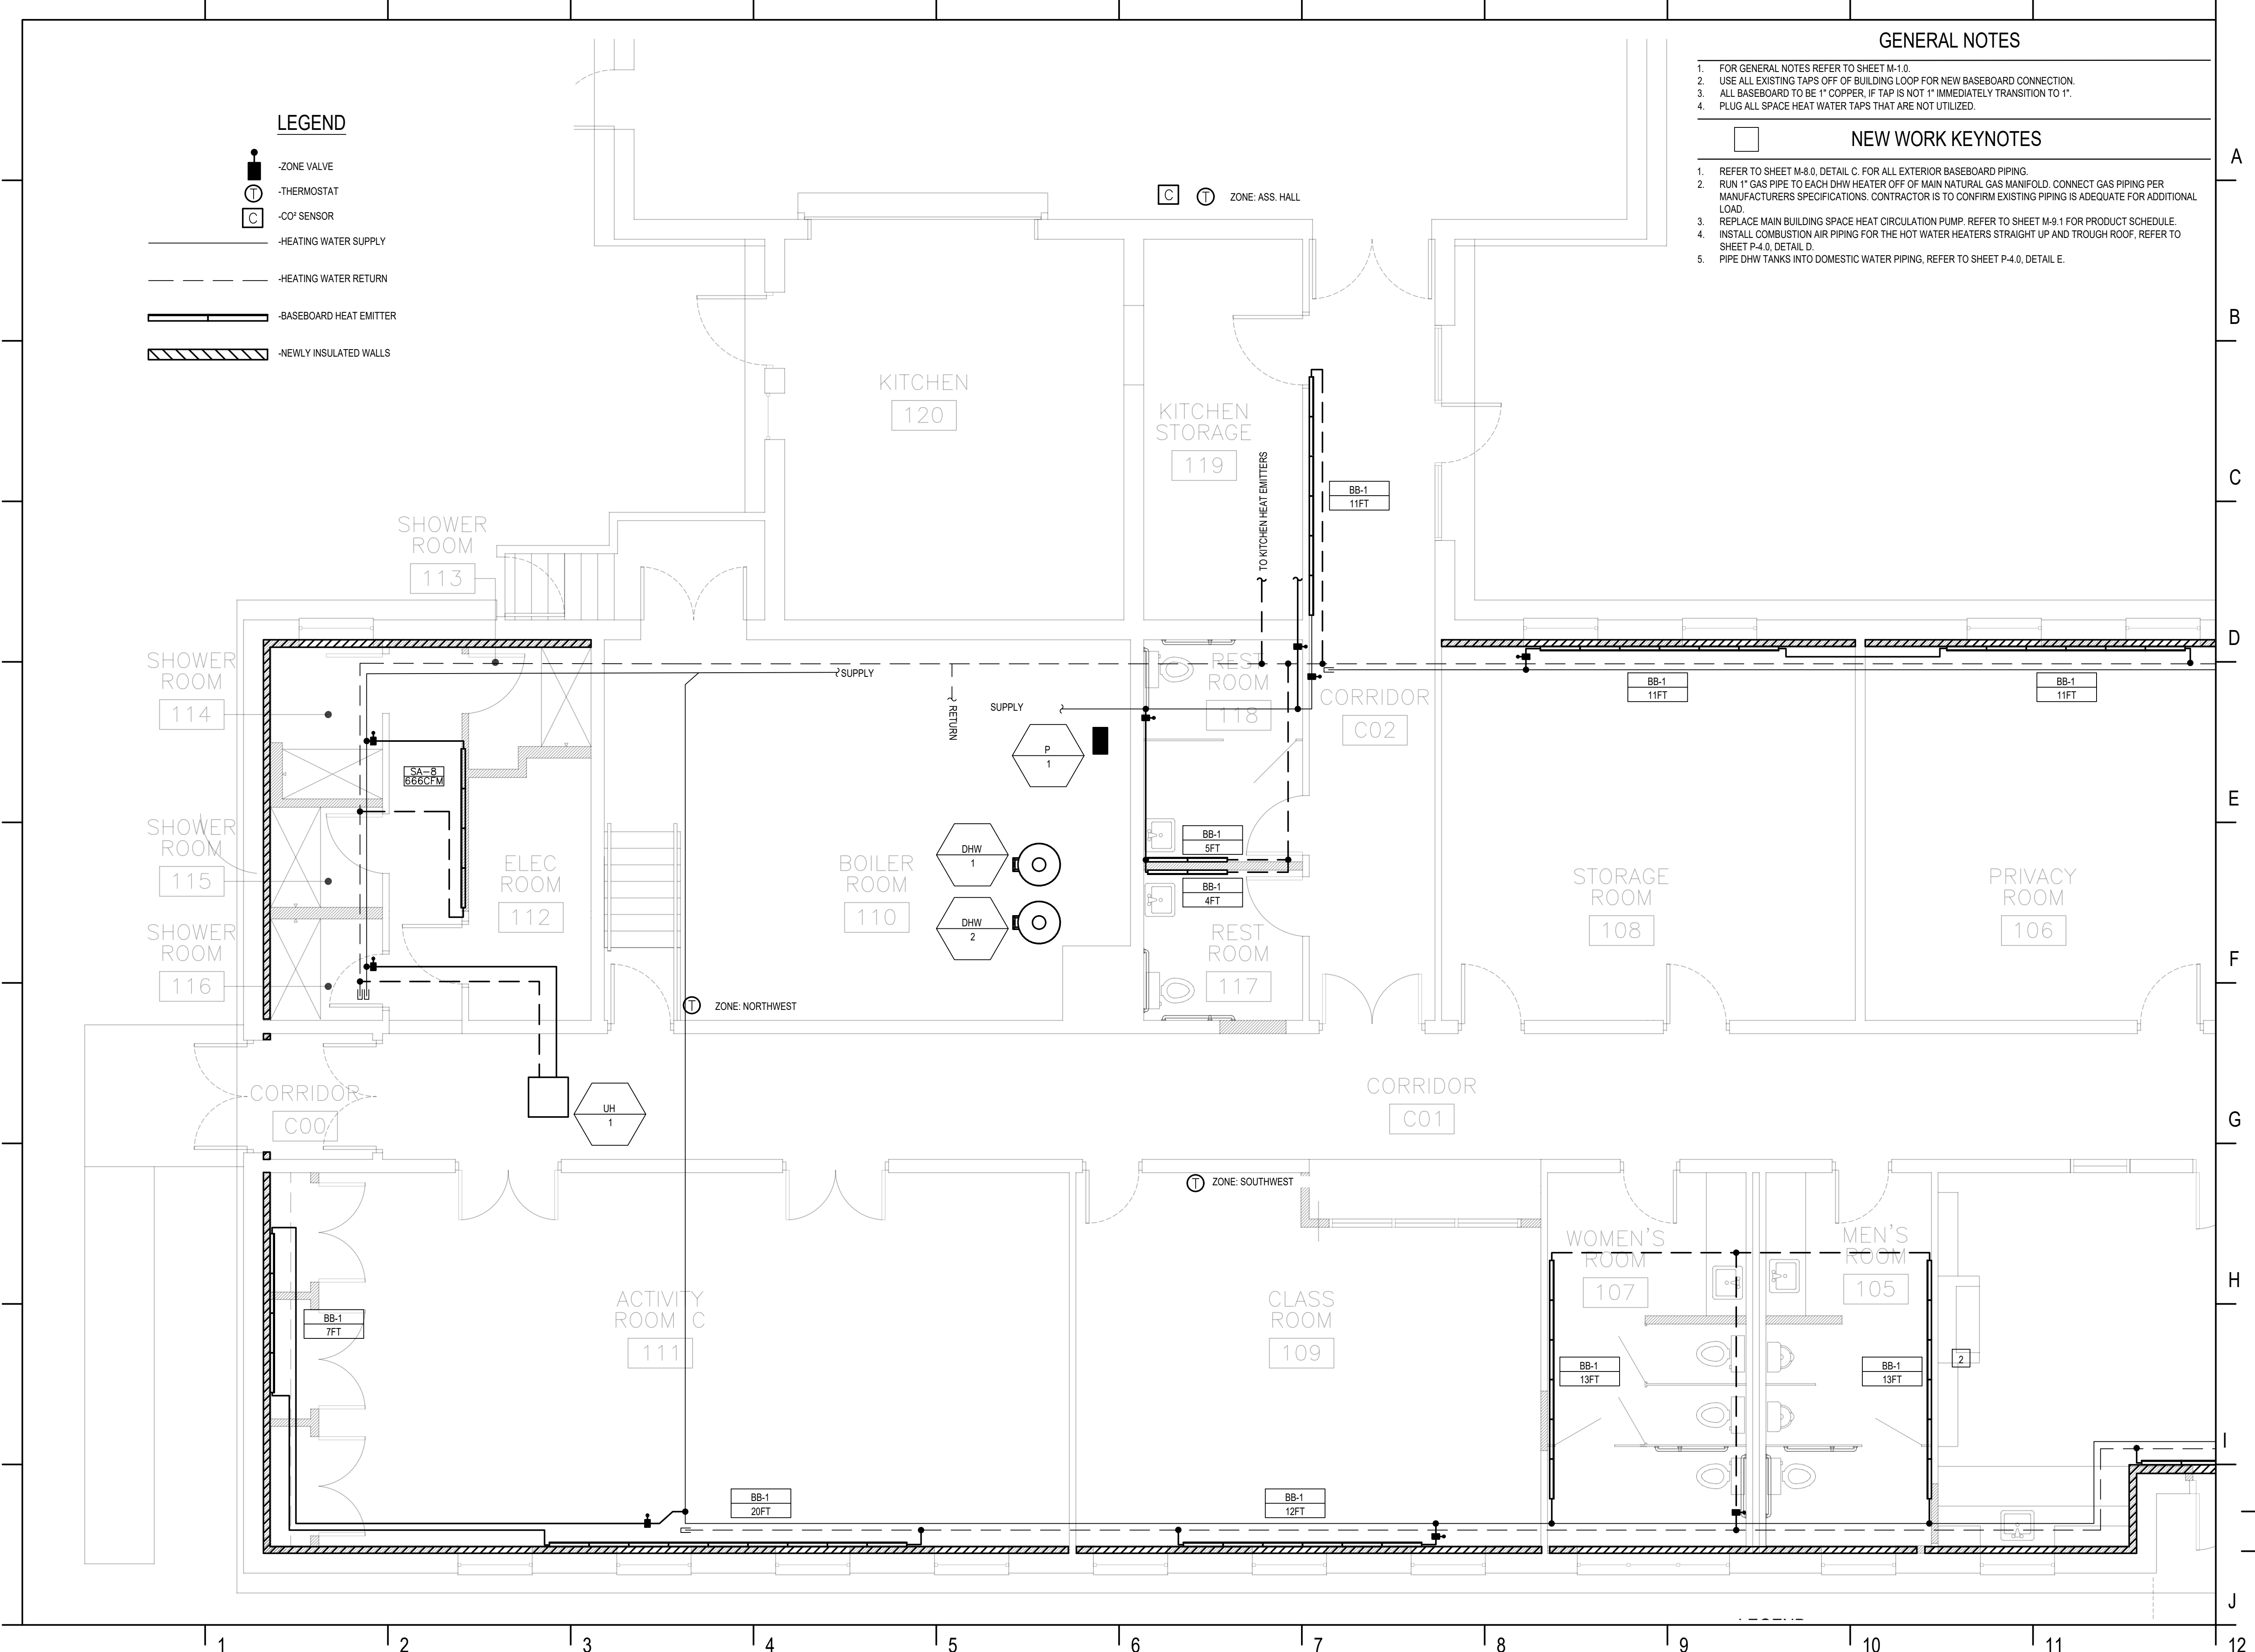 GENERAL NOTES
1. FOR GENERAL NOTES REFER TO SHEET M-1.0.
2. USE ALL EXISTING TAPS OFF OF BUILDING LOOP FOR NEW BASEBOARD CONNECTION.
3. ALL BASEBOARD TO BE 1" COPPER, IF TAP IS NOT 1" IMMEDIATELY TRANSITION TO 1".
4. PLUG ALL SPACE HEAT WATER TAPS THAT ARE NOT UTILIZED.
NEW WORK KEYNOTES
1. REFER TO SHEET M-8.0, DETAIL C. FOR ALL EXTERIOR BASEBOARD PIPING.
2. RUN 1" GAS PIPE TO EACH DHW HEATER OFF OF MAIN NATURAL GAS MANIFOLD. CONNECT GAS PIPING PER
MANUFACTURERS SPECIFICATIONS. CONTRACTOR IS TO CONFIRM EXISTING PIPING IS ADEQUATE FOR ADDITIONAL
LOAD.
3. REPLACE MAIN BUILDING SPACE HEAT CIRCULATION PUMP. REFER TO SHEET M-9.1 FOR PRODUCT SCHEDULE.
4. INSTALL COMBUSTION AIR PIPING FOR THE HOT WATER HEATERS STRAIGHT UP AND TROUGH ROOF, REFER TO
SHEET P-4.0, DETAIL D.
5. PIPE DHW TANKS INTO DOMESTIC WATER PIPING, REFER TO SHEET P-4.0, DETAIL E.
LEGEND
-ZONE VALVE
T -THERMOSTAT
C -CO² SENSOR
-HEATING WATER SUPPLY
-HEATING WATER RETURN
-BASEBOARD HEAT EMITTER
-NEWLY INSULATED WALLS
C T ZONE: ASS. HALL
KITCHEN
120
KITCHEN
STORAGE
119
TO KITCHEN HEAT EMITTERS
BB-1
11FT
SHOWER
ROOM
113
SHOWER
ROOM
114
SHOWER
ROOM
115
SHOWER
ROOM
116
SA-8
666CFM
ELEC
ROOM
112
SUPPLY
RETURN
SUPPLY
P
1
DHW
1
DHW
2
BOILER
ROOM
110
REST
ROOM
118
CORRIDOR
C02
BB-1
5FT
BB-1
4FT
REST
ROOM
117
BB-1
11FT
BB-1
11FT
STORAGE
ROOM
108
PRIVACY
ROOM
106
T ZONE: NORTHWEST
CORRIDOR
C00
UH
1
CORRIDOR
C01
T ZONE: SOUTHWEST
BB-1
7FT
ACTIVITY
ROOM C
111
CLASS
ROOM
109
WOMEN'S
ROOM
107
MEN'S
ROOM
105
BB-1
13FT
BB-1
13FT
2
BB-1
20FT
BB-1
12FT
A
B
C
D
E
F
G
H
I
J
1 2 3 4 5 6 7 8 9 10 11 12